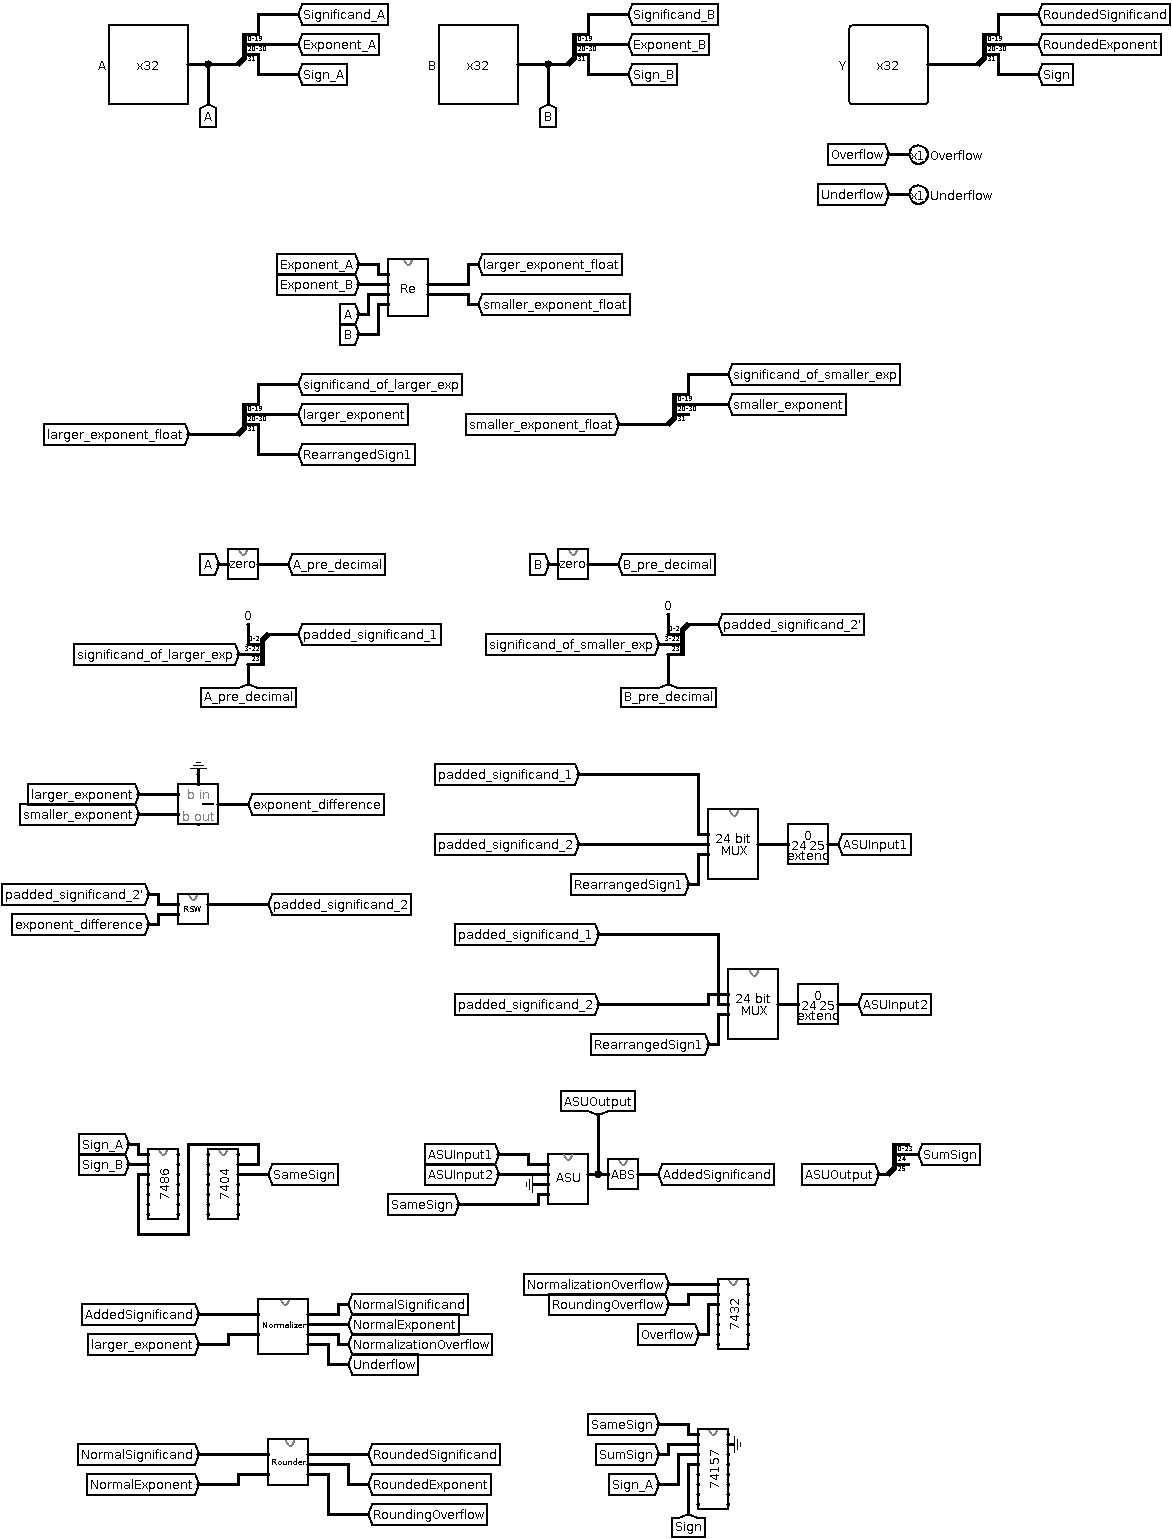 Significand_A
A x32 0-19 Exponent_A
20-30
31 Sign_A
A
Significand_B
B x32 0-19 Exponent_B
20-30
31 Sign_B
B
RoundedSignificand
Y x32 0-19 RoundedExponent
20-30
31 Sign
Overflow x1 Overflow
Underflow x1 Underflow
Exponent_A
Exponent_B
A
B
Re
larger_exponent_float
smaller_exponent_float
significand_of_larger_exp
0-19
larger_exponent
20-30
larger_exponent_float
31
RearrangedSign1
significand_of_smaller_exp
0-19
smaller_exponent
20-30
smaller_exponent_float
31
A zero A_pre_decimal
B zero B_pre_decimal
0
0-2 padded_significand_1
3-22
significand_of_larger_exp
23
A_pre_decimal
0
0-2 padded_significand_2'
3-22
significand_of_smaller_exp
23
B_pre_decimal
larger_exponent
smaller_exponent
b in
b out
exponent_difference
padded_significand_2'
exponent_difference
RSW
padded_significand_2
padded_significand_1
padded_significand_2
RearrangedSign1
24 bit
MUX
0
24 25
extend
ASUInput1
padded_significand_1
padded_significand_2
RearrangedSign1
24 bit
MUX
0
24 25
extend
ASUInput2
Sign_A
Sign_B
7486
7404
SameSign
ASUOutput
ASUInput1
ASUInput2
SameSign
ASU
ABS
AddedSignificand
0-23
24
25
SumSign
ASUOutput
AddedSignificand
larger_exponent
Normalizer
NormalSignificand
NormalExponent
NormalizationOverflow
Underflow
NormalizationOverflow
RoundingOverflow
Overflow
7432
NormalSignificand
NormalExponent
Rounder
RoundedSignificand
RoundedExponent
RoundingOverflow
SameSign
SumSign
Sign_A
74157
Sign